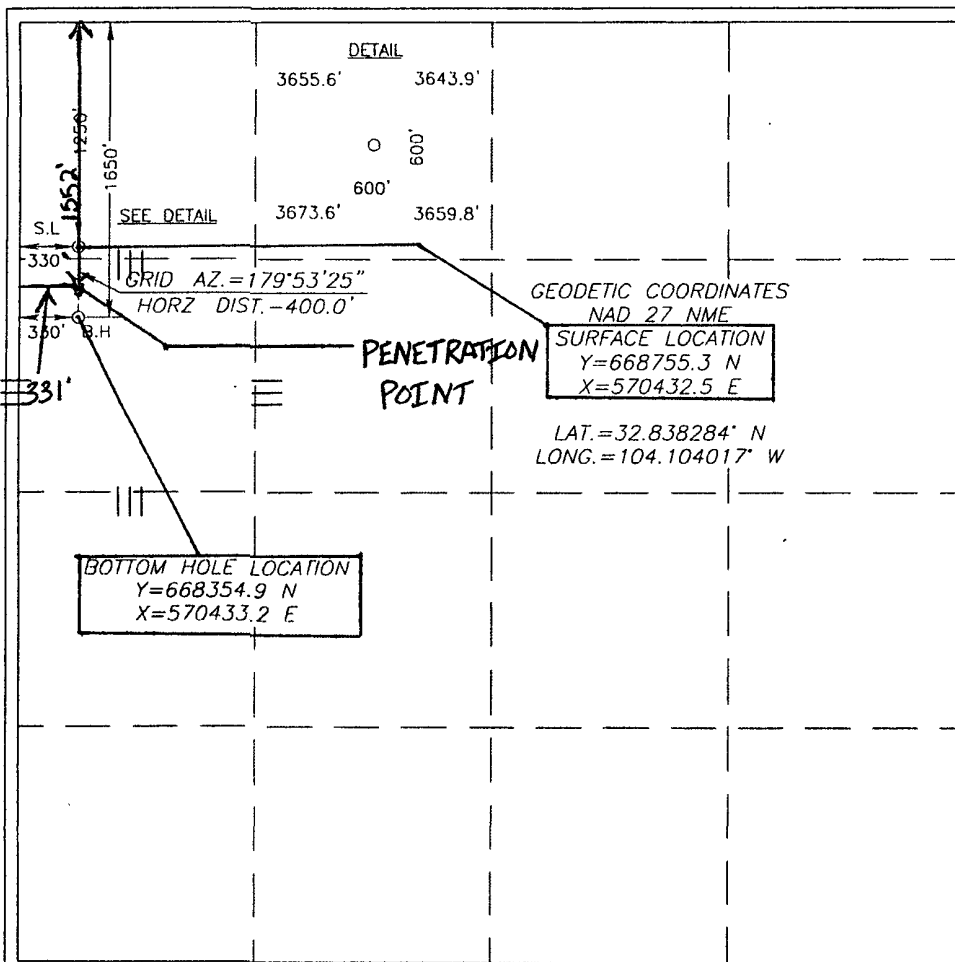 DETAIL
3655.6' 3643.9'
600'
600'
3673.6' 3659.8'
1250'
1650'
1552'
SEE DETAIL
S.L
330'
GRID AZ.=179°53'25"
HORZ DIST.-400.0'
330' B.H
331'
PENETRATION
POINT
GEODETIC COORDINATES
NAD 27 NME
SURFACE LOCATION
Y=668755.3 N
X=570432.5 E
LAT.=32.838284° N
LONG.=104.104017° W
BOTTOM HOLE LOCATION
Y=668354.9 N
X=570433.2 E